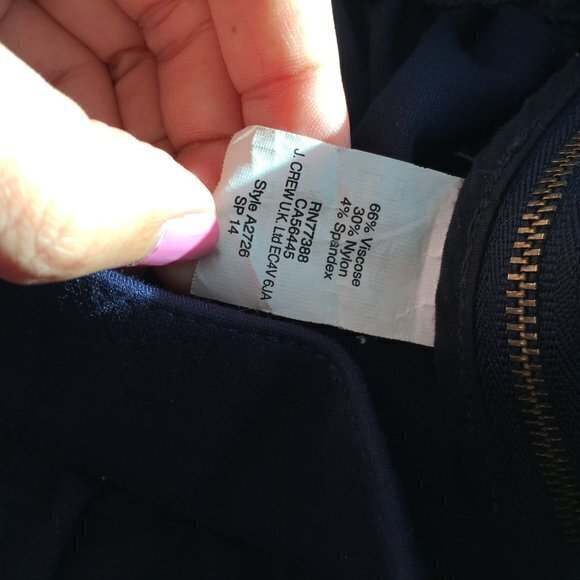 66% Viscose
30% Nylon
4% Spandex
RN77388
CA56445
J. CREW U.K. Ltd EC4V 6JA
Style A2726
SP 14